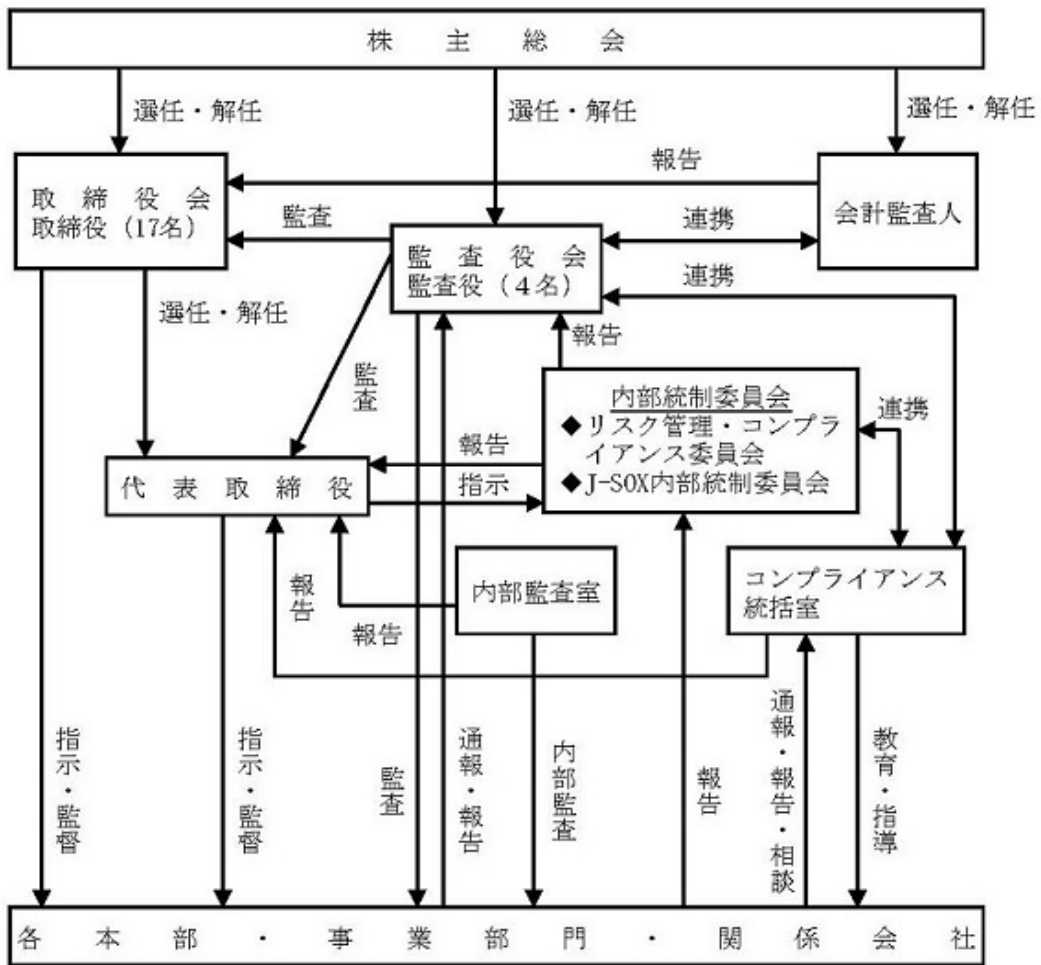 株主総会
選任・解任
選任・解任
選任・解任
報告
取締役会
取締役（17名）
会計監査人
監査
連携
監査役会
監査役（４名）
連携
選任・解任
報告
監査
内部統制委員会
◆リスク管理・コンプラ
イアンス委員会
◆J-SOX内部統制委員会
連携
報告
代表取締役
指示
内部監査室
コンプライアンス
統括室
報告
報告
指示・監督
指示・監督
監査
通報・報告
内部監査
報告
通報・報告・相談
教育・指導
各本部・事業部門・関係会社